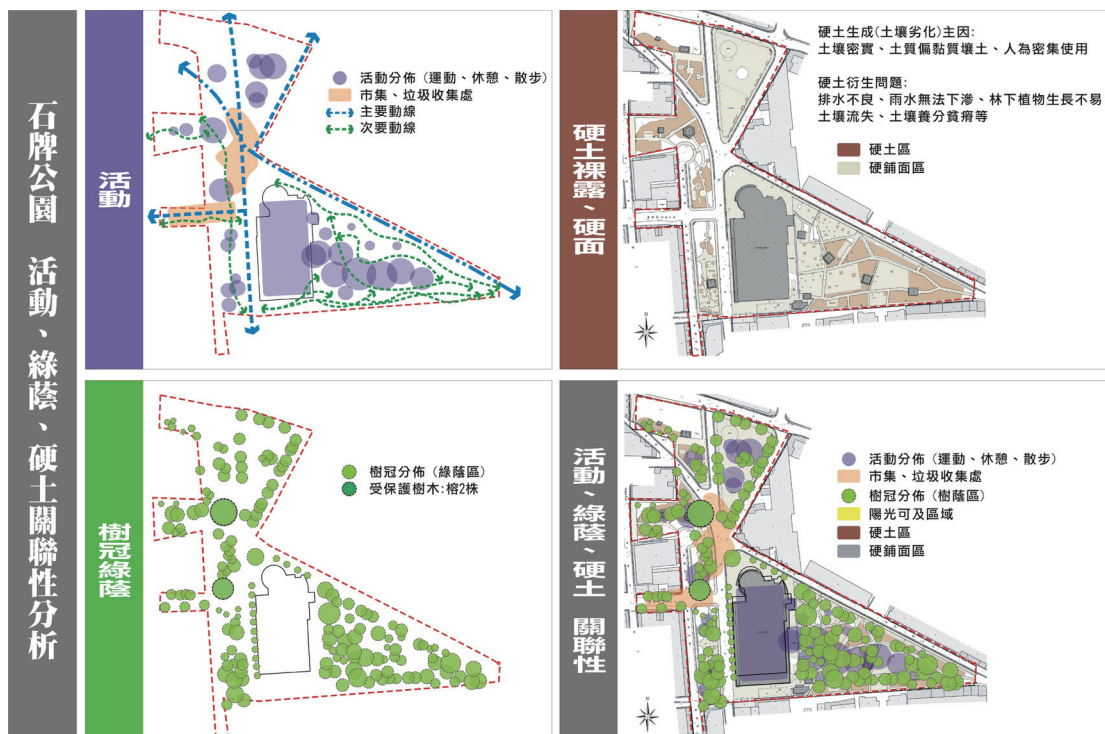 石牌公園 活動、綠蔭、硬土關聯性分析
活動
活動分佈（運動、休憩、散步）
市集、垃圾收集處
主要動線
次要動線
硬土裸露、硬面
硬土生成(土壤劣化)主因:
土壤密實、土質偏黏質壤土、人為密集使用
硬土衍生問題:
排水不良、雨水無法下滲、林下植物生長不易
土壤流失、土壤養分貧瘠等
硬土區
硬鋪面區
N
樹冠綠蔭
樹冠分佈（綠蔭區）
受保護樹木:榕2株
活動、綠蔭、硬土 關聯性
活動分佈（運動、休憩、散步）
市集、垃圾收集處
樹冠分佈（樹蔭區）
陽光可及區域
硬土區
硬鋪面區
N